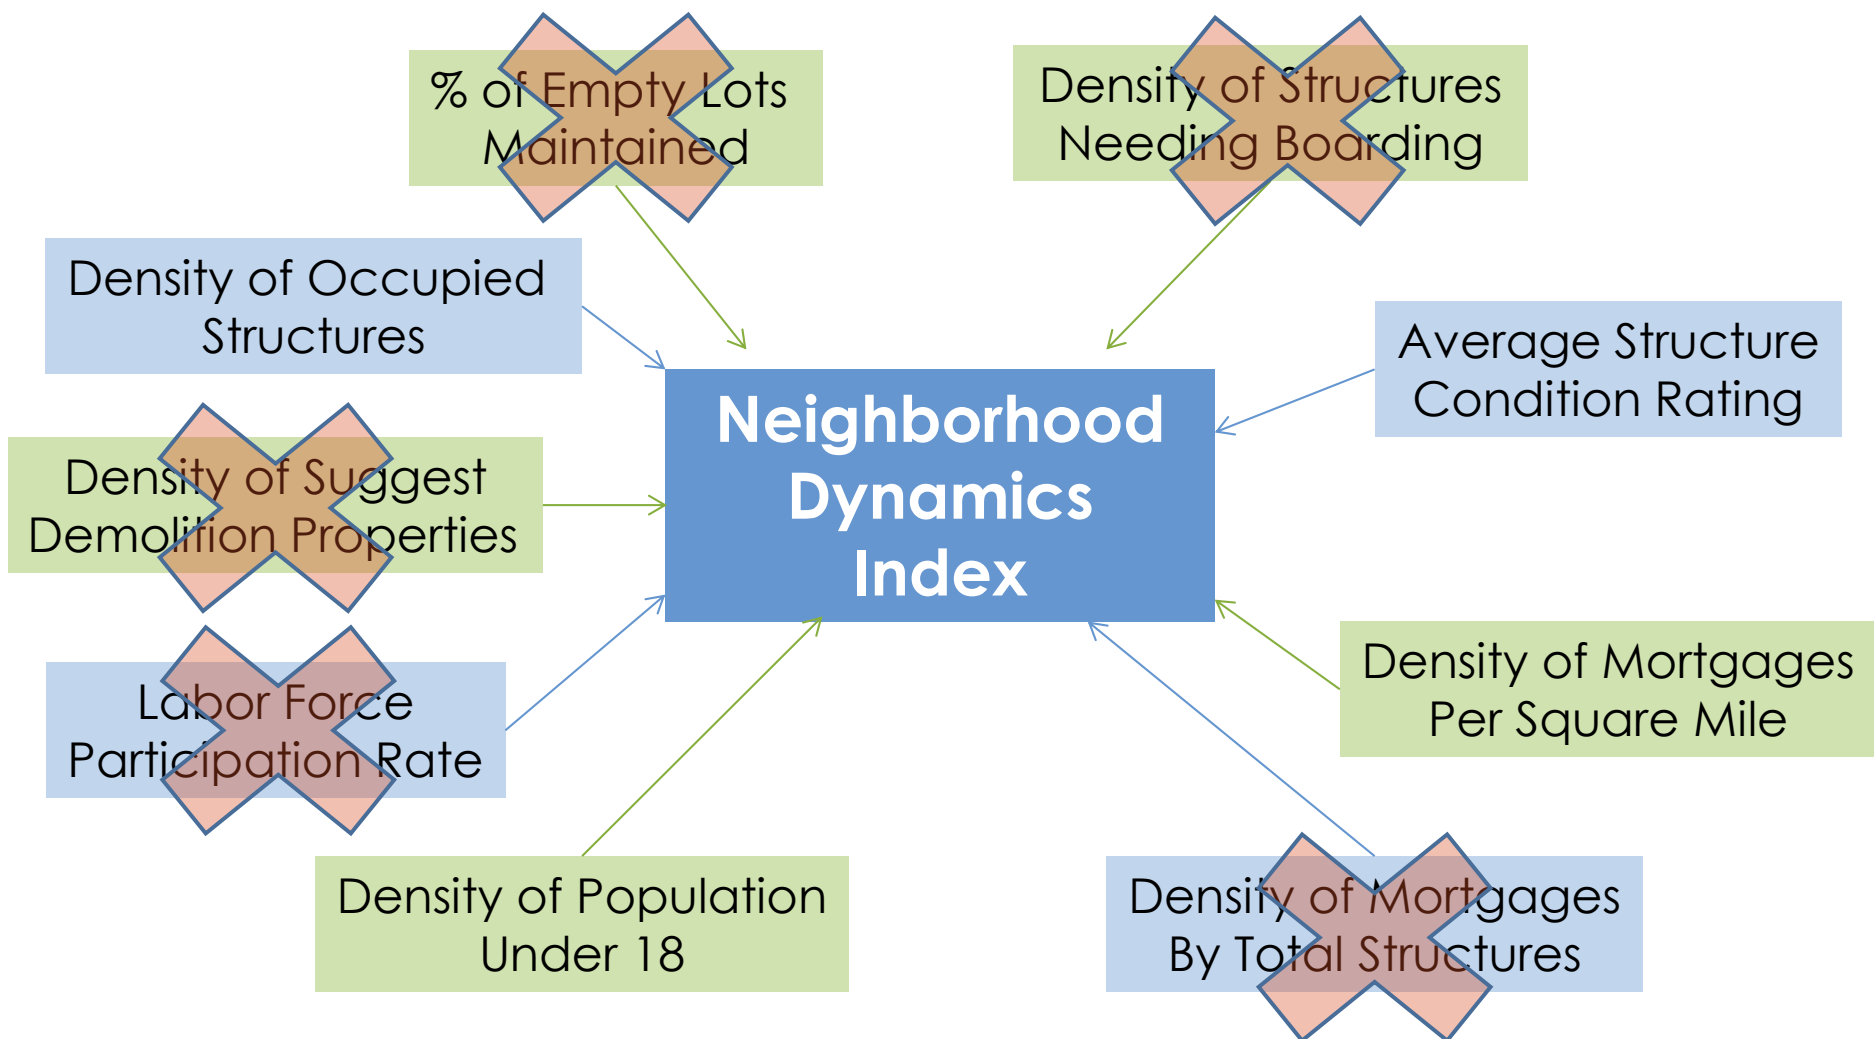 % of Empty Lots
Maintained
Density of Structures
Needing Boarding
Density of Occupied
Structures
Average Structure
Condition Rating
Neighborhood
Dynamics
Index
Density of Suggest
Demolition Properties
Labor Force
Participation Rate
Density of Mortgages
Per Square Mile
Density of Population
Under 18
Density of Mortgages
By Total Structures